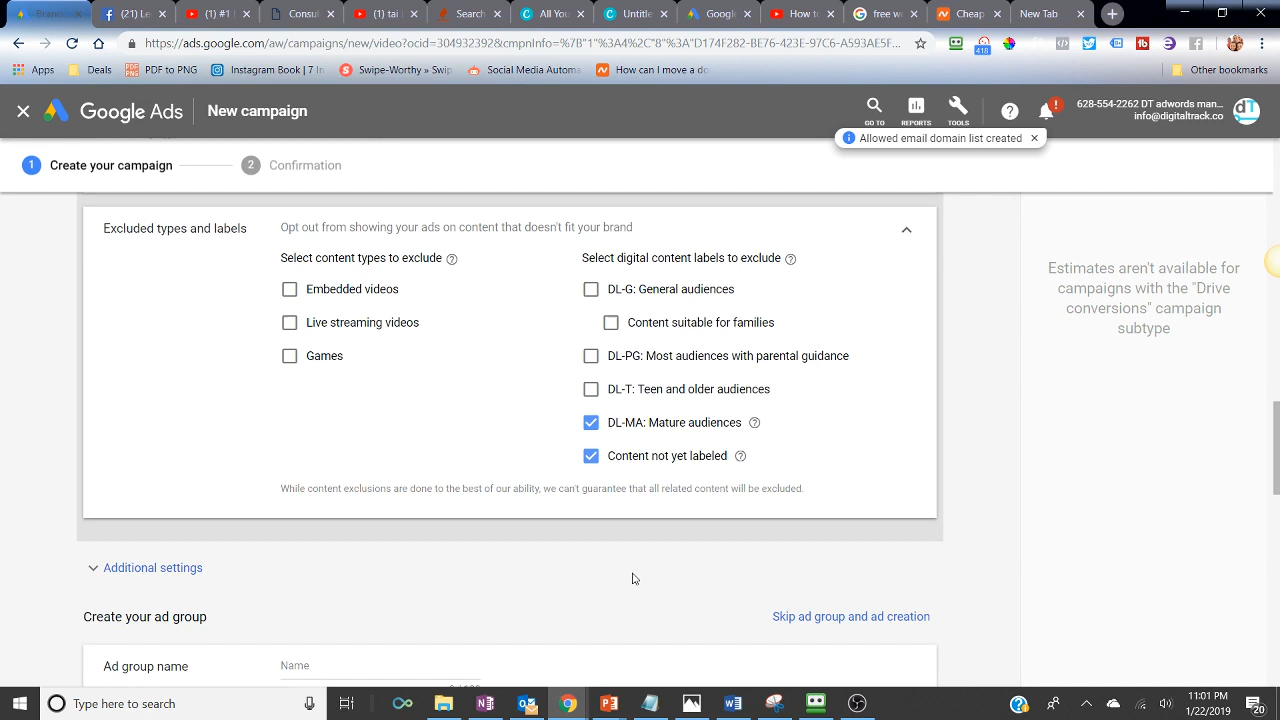 Brandin
(21) Le
(1) #1
Consul
(1) tai
Search
All You
Untitle
Goog
How to
free we
Cheap
New Tab
https://ads.google.com/aw/campaigns/new/video?ocid=304932392&cmpnInfo=%7B"1"%3A4%2C"8"%3A"D174F282-BE76-423E-97C6-A593AE5F...
418
Apps
Deals
PDF to PNG
Instagram Book | 7 In
Swipe-Worthy » Swip
Social Media Automa
How can I move a do
Other bookmarks
Google Ads
New campaign
GO TO
REPORTS
TOOLS
628-554-2262 DT adwords man...
info@digitaltrack.co
dT
Allowed email domain list created
1 Create your campaign
2 Confirmation
Excluded types and labels
Opt out from showing your ads on content that doesn't fit your brand
Select content types to exclude
Embedded videos
Live streaming videos
Games
Select digital content labels to exclude
DL-G: General audiences
Content suitable for families
DL-PG: Most audiences with parental guidance
DL-T: Teen and older audiences
DL-MA: Mature audiences
Content not yet labeled
While content exclusions are done to the best of our ability, we can't guarantee that all related content will be excluded.
Estimates aren't available for
campaigns with the "Drive
conversions" campaign
subtype
Additional settings
Create your ad group
Skip ad group and ad creation
Ad group name
Name
Type here to search
11:01 PM
1/22/2019
20